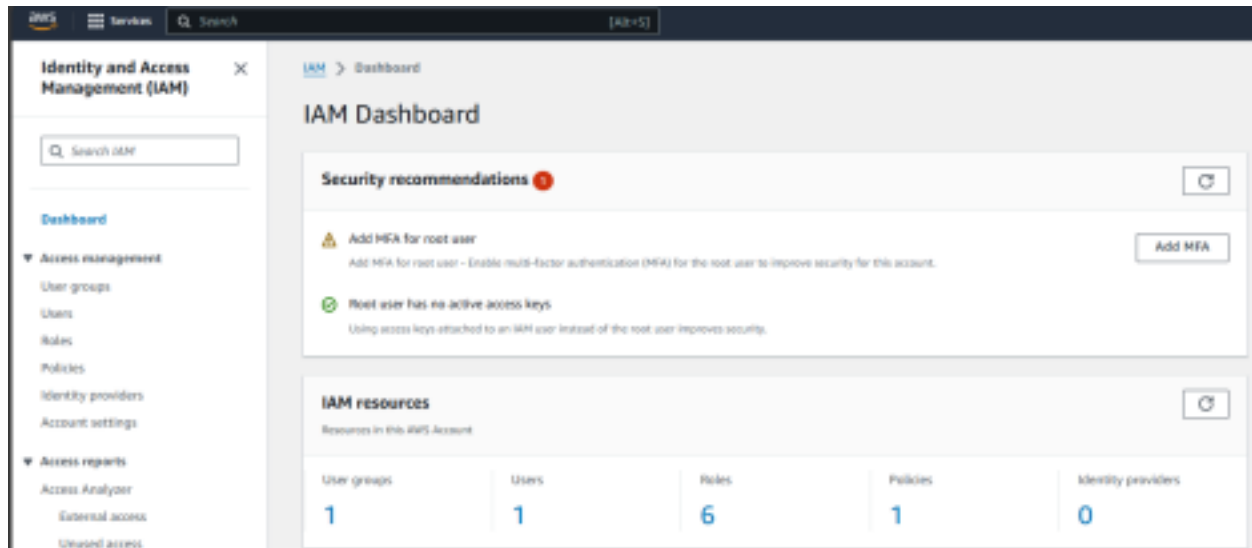 aws Services Search [Alt+S]
Identity and Access
Management (IAM)
Search IAM
Dashboard
Access management
User groups
Users
Roles
Policies
Identity providers
Account settings
Access reports
Access Analyzer
External access
Unused access
IAM > Dashboard
IAM Dashboard
Security recommendations 1
Add MFA for root user
Add MFA for root user - Enable multi-factor authentication (MFA) for the root user to improve security for this account.
Add MFA
Root user has no active access keys
Using access keys attached to an IAM user instead of the root user improves security.
IAM resources
Resources in this AWS Account
User groups Users Roles Policies Identity providers
1 1 6 1 0